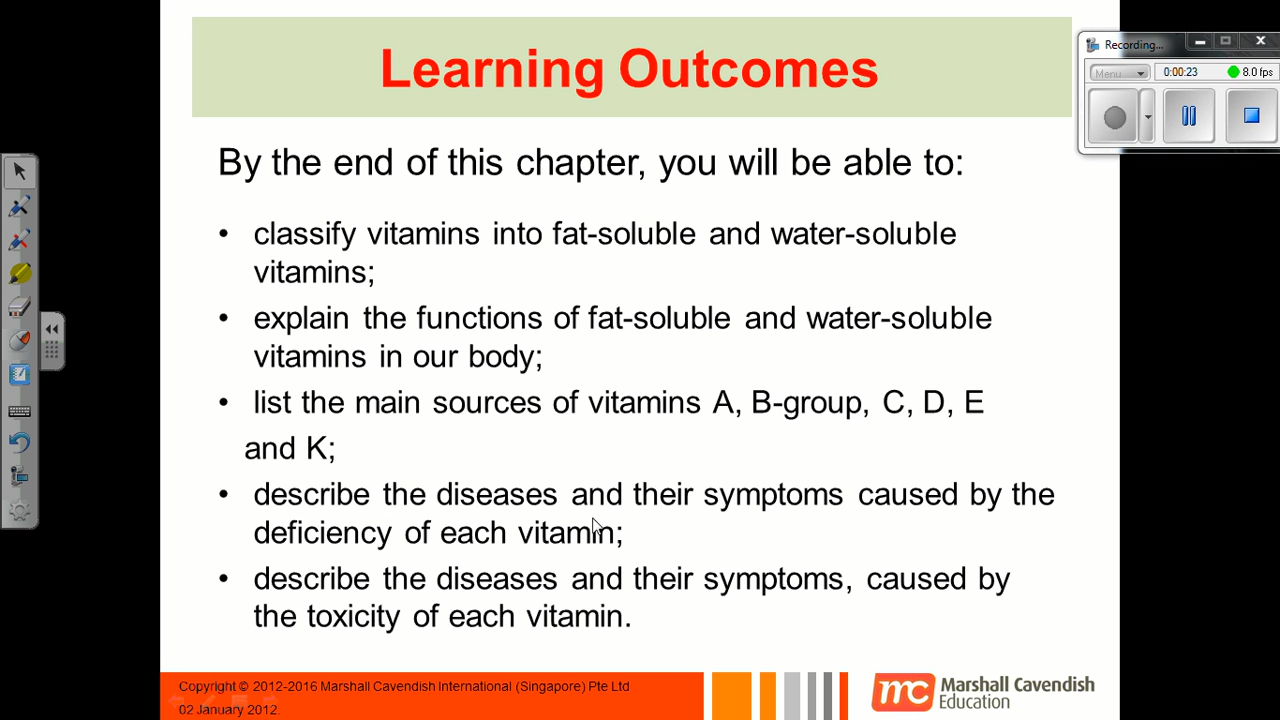 Learning Outcomes
Recording...
Menu
0:00:23
8.0 fps
By the end of this chapter, you will be able to:
• classify vitamins into fat-soluble and water-soluble
vitamins;
• explain the functions of fat-soluble and water-soluble
vitamins in our body;
• list the main sources of vitamins A, B-group, C, D, E
and K;
• describe the diseases and their symptoms caused by the
deficiency of each vitamin;
• describe the diseases and their symptoms, caused by
the toxicity of each vitamin.
Copyright © 2012-2016 Marshall Cavendish International (Singapore) Pte Ltd
02 January 2012.
mc Marshall Cavendish
Education